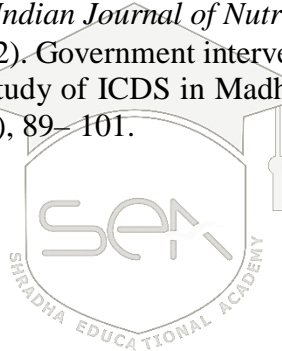 Indian Journal of Nutr
2). Government interve
tudy of ICDS in Madh
), 89– 101.
SEA
SHRADHA EDUCATIONAL ACADEMY